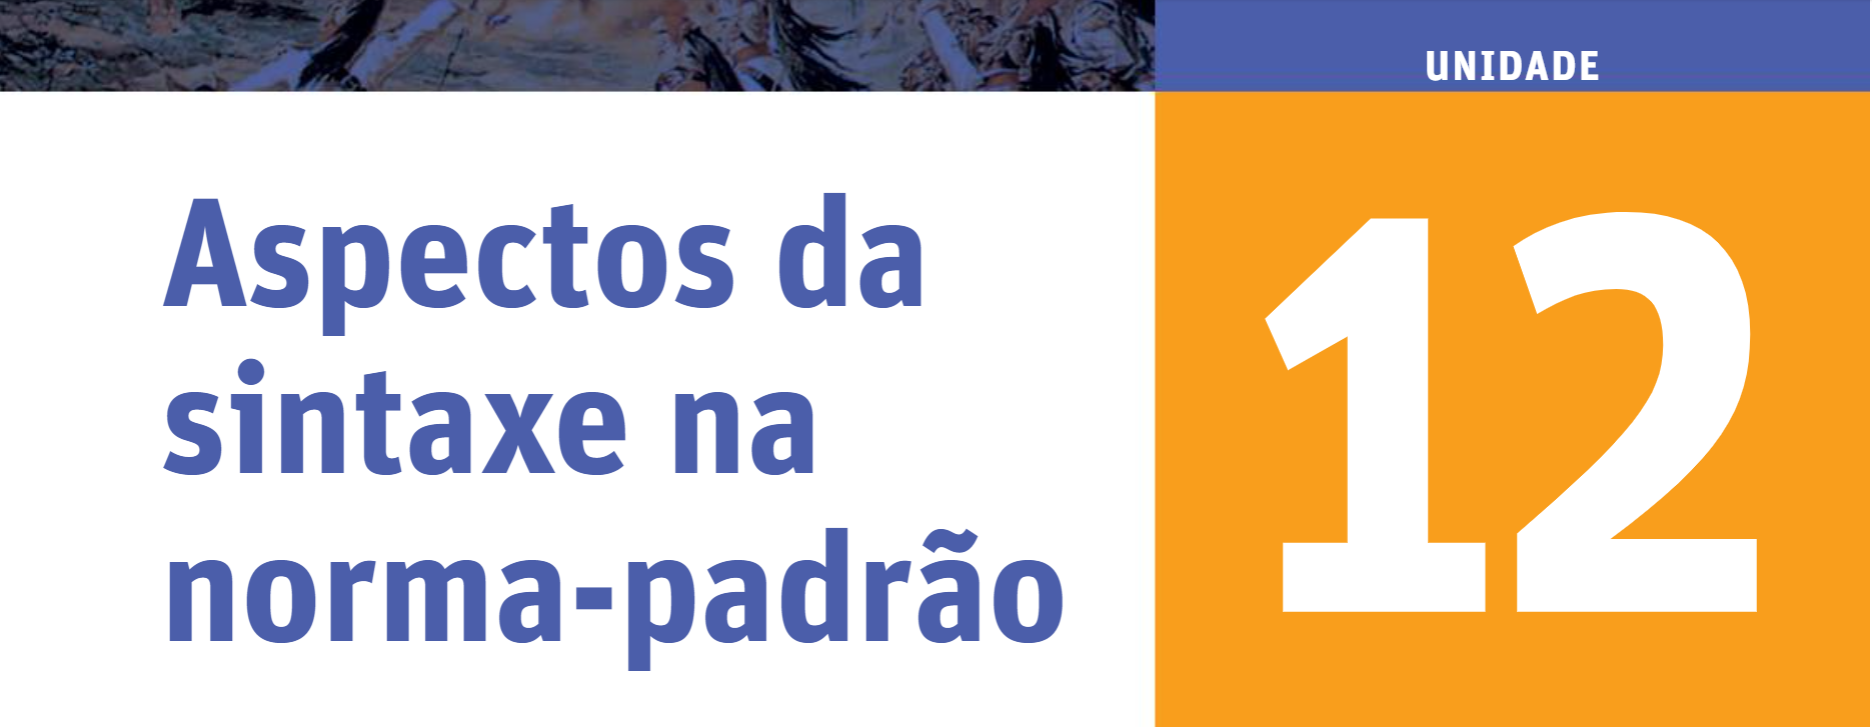 UNIDADE
12
Aspectos da
sintaxe na
norma-padrão